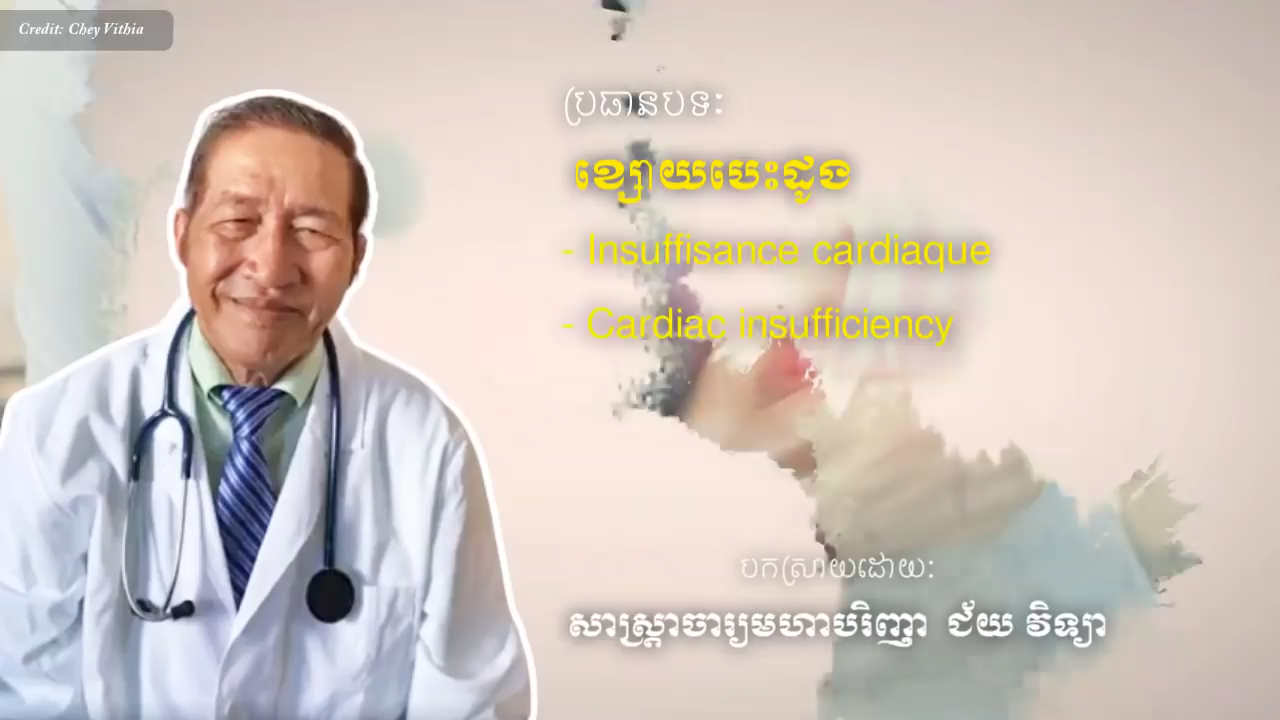 Credit: Chey Vithia
ប្រធានបទ:
ខ្សោយបេះដូង
- Insuffisance cardiaque
- Cardiac insufficiency
បកស្រាយដោយ:
សាស្ត្រាចារ្យមហាបរិញ្ញា ជ័យ វិទ្យា